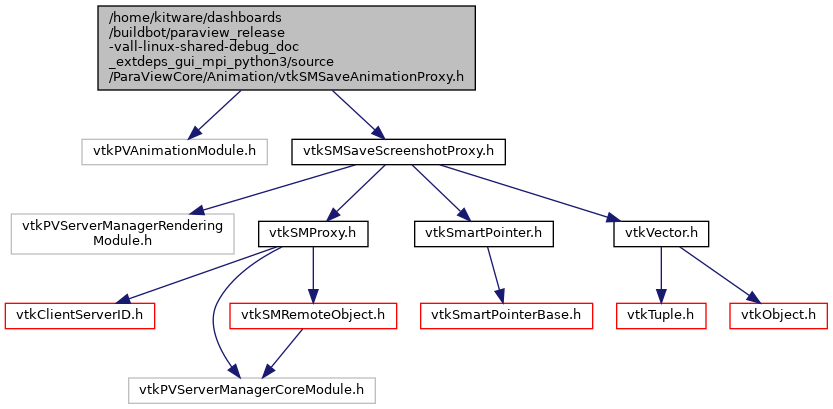 /home/kitware/dashboards
/buildbot/paraview_release
-vall-linux-shared-debug_doc
_extdeps_gui_mpi_python3/source
/ParaViewCore/Animation/vtkSMSaveAnimationProxy.h
vtkPVAnimationModule.h
vtkSMSaveScreenshotProxy.h
vtkPVServerManagerRendering
Module.h
vtkSMProxy.h
vtkSmartPointer.h
vtkVector.h
vtkClientServerID.h
vtkSMRemoteObject.h
vtkSmartPointerBase.h
vtkTuple.h
vtkObject.h
vtkPVServerManagerCoreModule.h